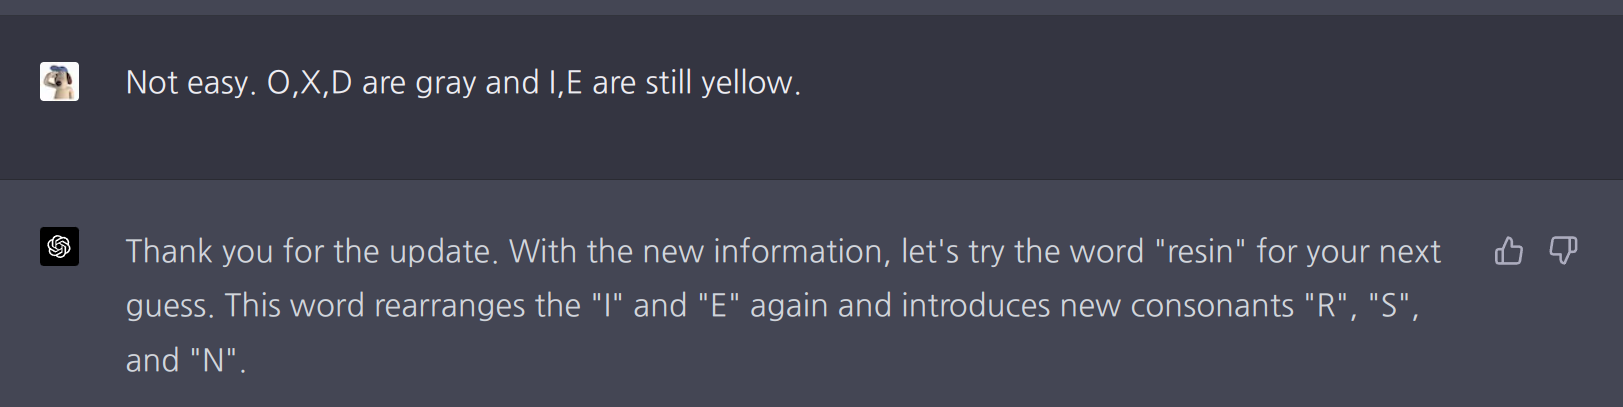 Not easy. O,X,D are gray and I,E are still yellow.
Thank you for the update. With the new information, let's try the word "resin" for your next
guess. This word rearranges the "I" and "E" again and introduces new consonants "R", "S",
and "N".